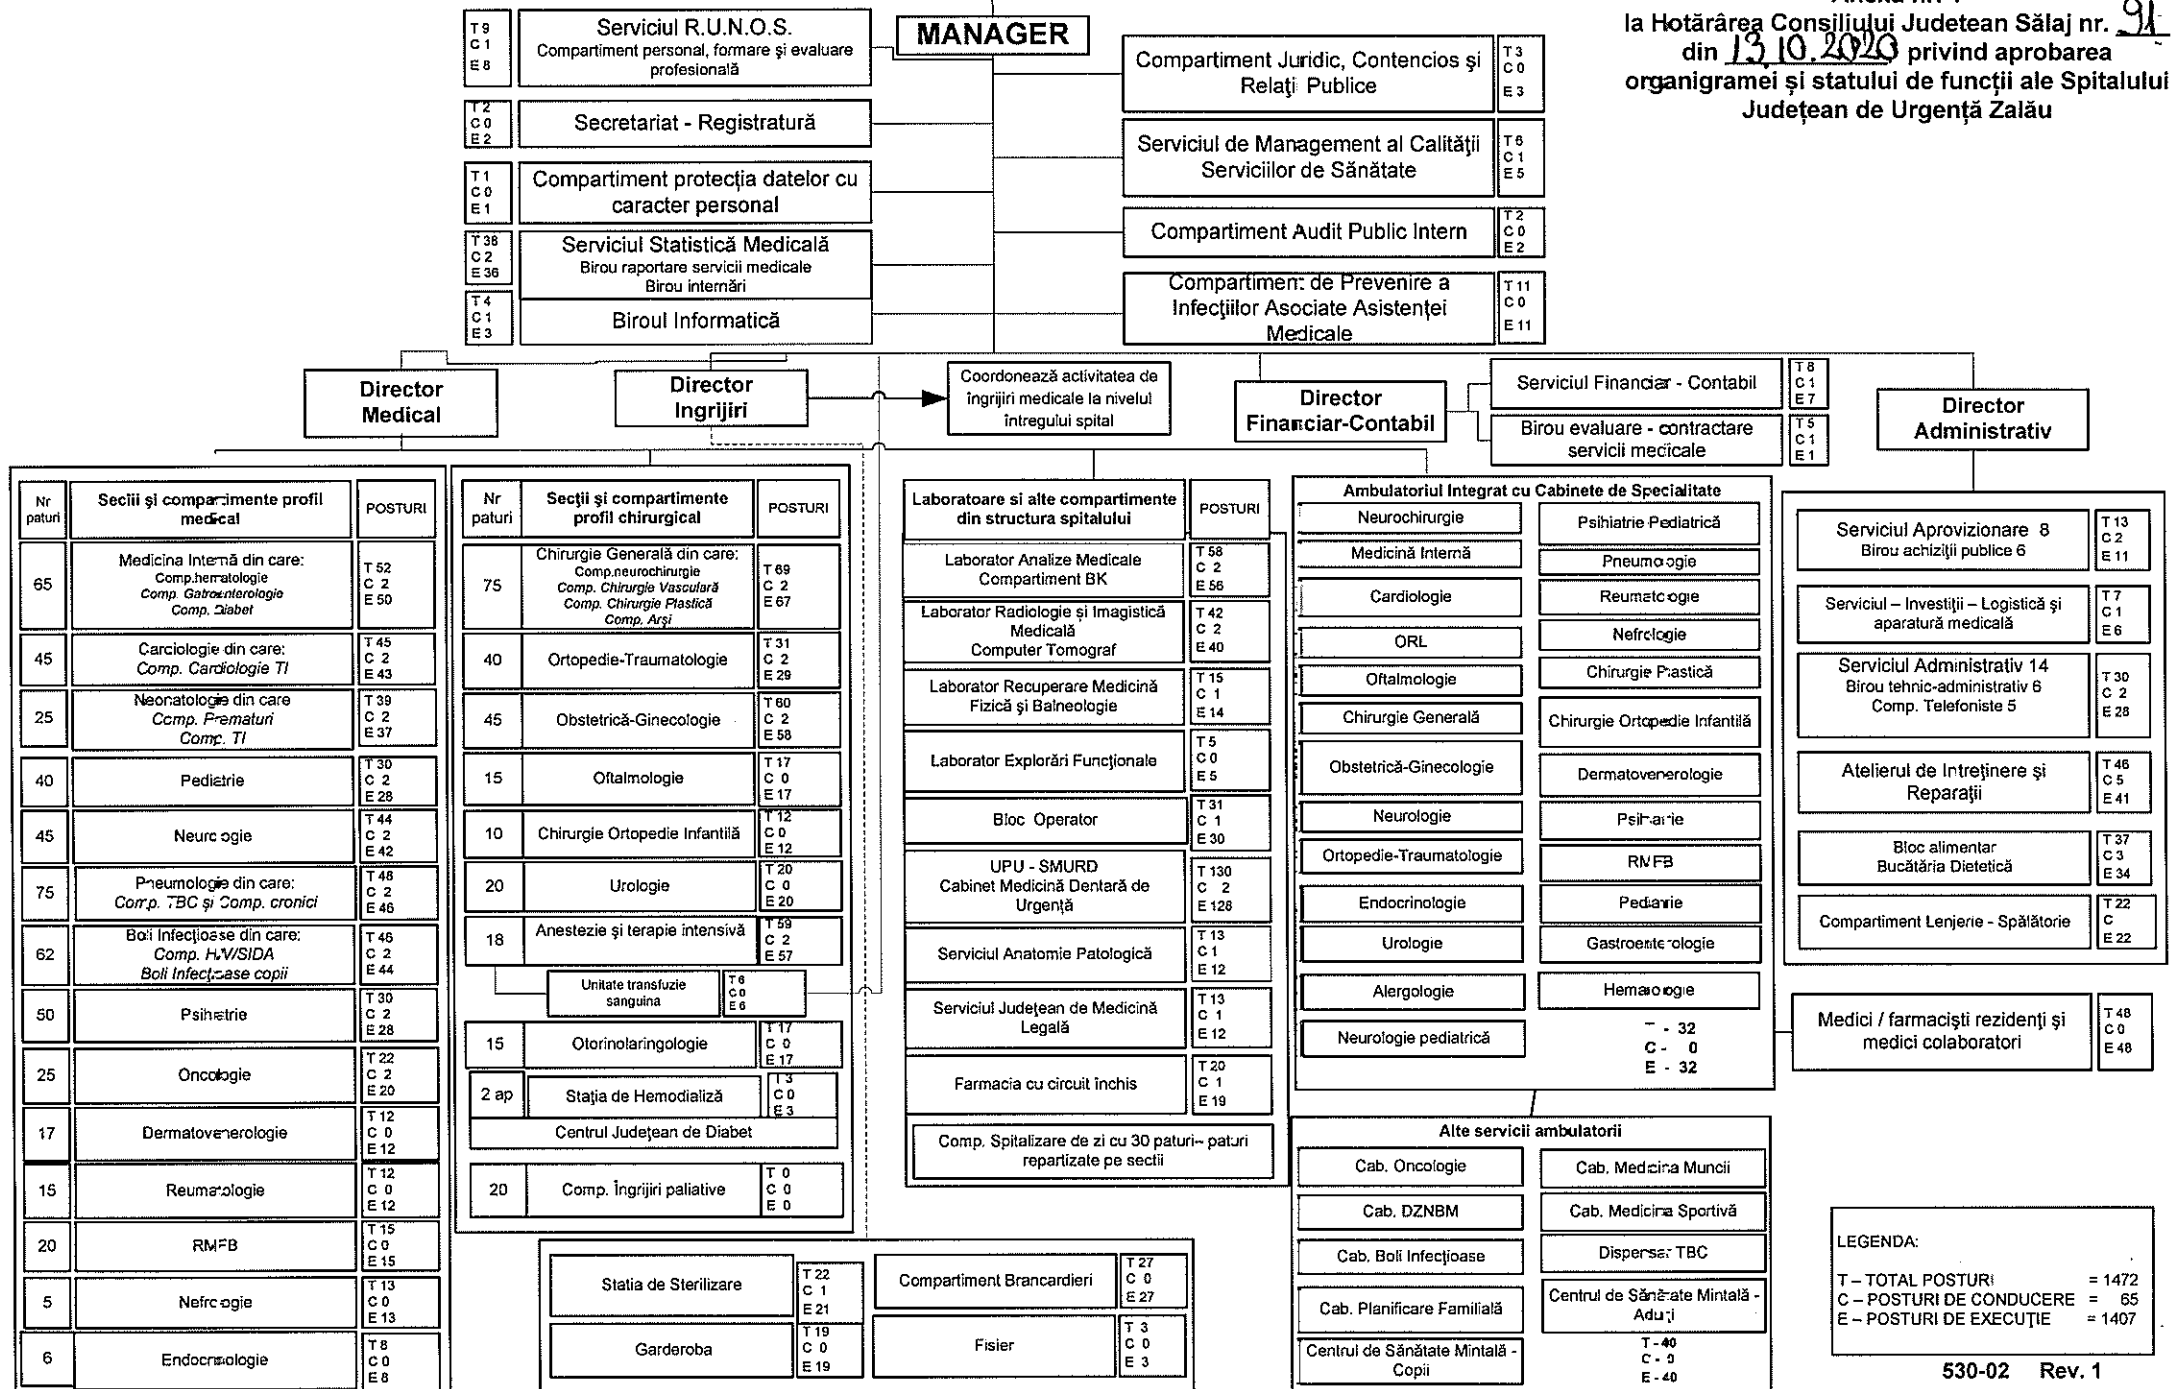 la Hotărârea Consiliului Judetean Sălaj nr. 91
din 13.10.2020 privind aprobarea
organigramei și statului de funcții ale Spitalului
Județean de Urgență Zalău
MANAGER
T 9
C 1
E 8
Serviciul R.U.N.O.S.
Compartiment personal, formare și evaluare
profesională
T 2
C 0
E 2
Secretariat - Registratură
T 1
C 0
E 1
Compartiment protecția datelor cu
caracter personal
T 38
C 2
E 36
Serviciul Statistică Medicală
Birou raportare servicii medicale
Birou internări
T 4
C 1
E 3
Biroul Informatică
Compartiment Juridic, Contencios și
Relaţi Publice
T 3
C 0
E 3
Serviciul de Management al Calităţii
Serviciilor de Sănătate
T 6
C 1
E 5
Compartiment Audit Public Intern
T 2
C 0
E 2
Compartiment de Prevenire a
Infecţiilor Asociate Asistenţei
Medicale
T 11
C 0
E 11
Director
Medical
Director
Ingrijiri
Coordonează activitatea de
îngrijiri medicale la nivelul
întregului spital
Director
Financiar-Contabil
Serviciul Financiar - Contabil
T 8
C 1
E 7
Birou evaluare - contractare
servicii medicale
T 5
C 1
E 1
Director
Administrativ
Nr
paturi
Secții și compartimente profil
medical
POSTURI
65
Medicina Internă din care:
Comp.hematologie
Comp. Gatroenterologie
Comp. Diabet
T 52
C 2
E 50
45
Cardiologie din care:
Comp. Cardiologie TI
T 45
C 2
E 43
25
Neonatologie din care
Comp. Prematuri
Comp. TI
T 39
C 2
E 37
40
Pediatrie
T 30
C 2
E 28
45
Neurologie
T 44
C 2
E 42
75
Pneumologie din care:
Comp. TBC și Comp. cronici
T 48
C 2
E 46
62
Boli Infecțioase din care:
Comp. HIV/SIDA
Boli Infecțioase copii
T 46
C 2
E 44
50
Psihiatrie
T 30
C 2
E 28
25
Oncologie
T 22
C 2
E 20
17
Dermatovenerologie
T 12
C 0
E 12
15
Reumatologie
T 12
C 0
E 12
20
RMFB
T 15
C 0
E 15
5
Nefrologie
T 13
C 0
E 13
6
Endocrinologie
T 8
C 0
E 8
Nr
paturi
Secții și compartimente
profil chirurgical
POSTURI
75
Chirurgie Generală din care:
Comp.neurochirurgie
Comp. Chirurgie Vasculară
Comp. Chirurgie Plastică
Comp. Arși
T 69
C 2
E 67
40
Ortopedie-Traumatologie
T 31
C 2
E 29
45
Obstetrică-Ginecologie
T 60
C 2
E 58
15
Oftalmologie
T 17
C 0
E 17
10
Chirurgie Ortopedie Infantilă
T 12
C 0
E 12
20
Urologie
T 20
C 0
E 20
18
Anestezie și terapie intensivă
T 59
C 2
E 57
Unitate transfuzie
sanguina
T 6
C 0
E 6
15
Otorinolaringologie
T 17
C 0
E 17
2 ap
Stația de Hemodializă
T 3
C 0
E 3
Centrul Județean de Diabet
20
Comp. Îngrijiri paliative
T 0
C 0
E 0
Laboratoare si alte compartimente
din structura spitalului
POSTURI
Laborator Analize Medicale
Compartiment BK
T 58
C 2
E 56
Laborator Radiologie și Imagistică
Medicală
Computer Tomograf
T 42
C 2
E 40
Laborator Recuperare Medicină
Fizică și Balneologie
T 15
C 1
E 14
Laborator Explorări Funcționale
T 5
C 0
E 5
Bloc Operator
T 31
C 1
E 30
UPU - SMURD
Cabinet Medicină Dentară de
Urgență
T 130
C 2
E 128
Serviciul Anatomie Patologică
T 13
C 1
E 12
Serviciul Județean de Medicină
Legală
T 13
C 1
E 12
Farmacia cu circuit închis
T 20
C 1
E 19
Comp. Spitalizare de zi cu 30 paturi– paturi
repartizate pe sectii
Statia de Sterilizare
T 22
C 1
E 21
Compartiment Brancardieri
T 27
C 0
E 27
Garderoba
T 19
C 0
E 19
Fisier
T 3
C 0
E 3
Ambulatoriul Integrat cu Cabinete de Specialitate
Neurochirurgie
Psihiatrie Pediatrică
Medicină Internă
Pneumologie
Cardiologie
Reumatologie
ORL
Nefrologie
Oftalmologie
Chirurgie Plastică
Chirurgie Generală
Chirurgie Ortopedie Infantilă
Obstetrică-Ginecologie
Dermatovenerologie
Neurologie
Psihiatrie
Ortopedie-Traumatologie
RMFB
Endocrinologie
Pediatrie
Urologie
Gastroenterologie
Alergologie
Hematologie
Neurologie pediatrică
T - 32
C - 0
E - 32
Alte servicii ambulatorii
Cab. Oncologie
Cab. Medicina Muncii
Cab. DZNBM
Cab. Medicina Sportivă
Cab. Boli Infecțioase
Dispensar TBC
Cab. Planificare Familială
Centrul de Sănătate Mintală -
Adulți
Centrul de Sănătate Mintală -
Copii
T - 40
C - 0
E - 40
Serviciul Aprovizionare 8
Birou achiziţii publice 6
T 13
C 2
E 11
Serviciul – Investiții – Logistică și
aparatură medicală
T 7
C 1
E 6
Serviciul Administrativ 14
Birou tehnic-administrativ 6
Comp. Telefoniste 5
T 30
C 2
E 28
Atelierul de Intreținere și
Reparații
T 46
C 5
E 41
Bloc alimentar
Bucătăria Dietetică
T 37
C 3
E 34
Compartiment Lenjerie - Spălătorie
T 22
C
E 22
Medici / farmaciști rezidenți și
medici colaboratori
T 48
C 0
E 48
LEGENDA:
T – TOTAL POSTURI = 1472
C – POSTURI DE CONDUCERE = 65
E – POSTURI DE EXECUŢIE = 1407
530-02 Rev. 1